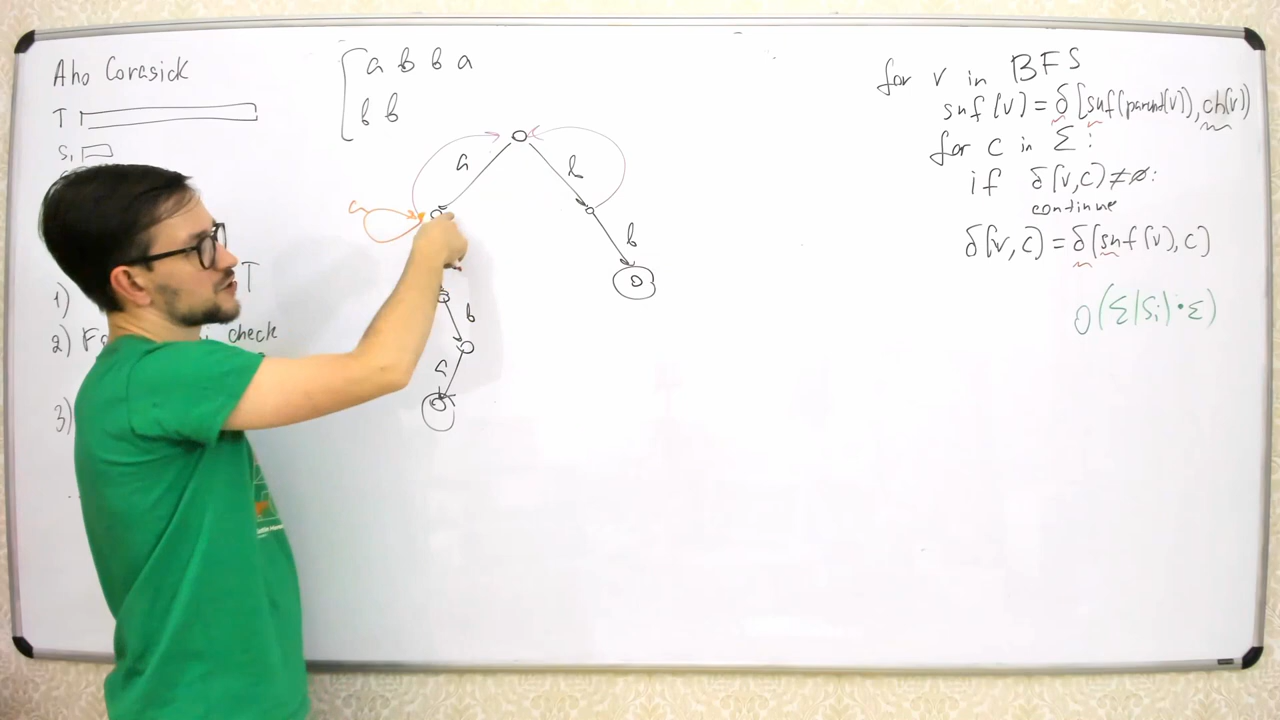 Aho Corasick
T
S₁
1) T
2) check
3)
a b b a
b b
a b
a b
b
a
for v in BFS
suf(v) = δ[suf(parent(v)), ch(v))
for c in Σ:
if δ(v,c) ≠ ∅:
continue
δ(v,c) = δ(suf(v), c]
O(Σ|Si|·Σ)